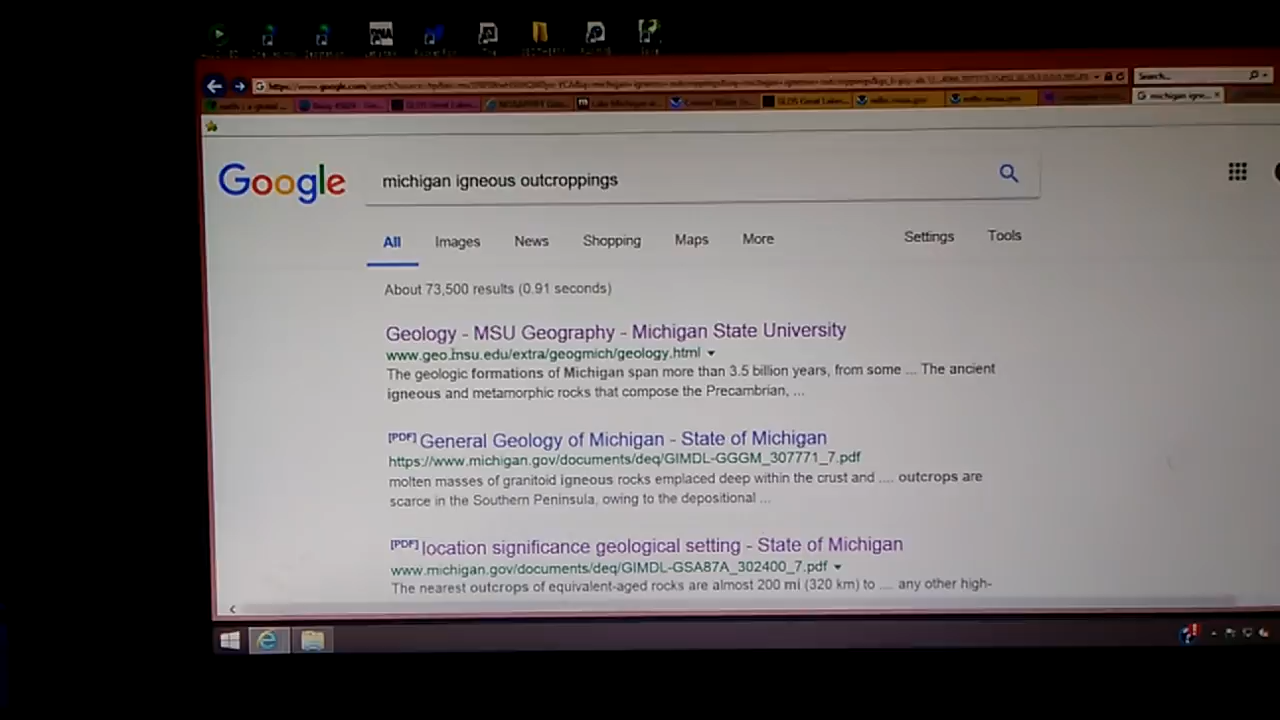 Search...
michigan igne...
Google
michigan igneous outcroppings
All Images News Shopping Maps More Settings Tools
About 73,500 results (0.91 seconds)
Geology - MSU Geography - Michigan State University
www.geo.msu.edu/extra/geogmich/geology.html
The geologic formations of Michigan span more than 3.5 billion years, from some ... The ancient
igneous and metamorphic rocks that compose the Precambrian, ...
[PDF] General Geology of Michigan - State of Michigan
https://www.michigan.gov/documents/deq/GIMDL-GGGM_307771_7.pdf
molten masses of granitoid igneous rocks emplaced deep within the crust and .... outcrops are
scarce in the Southern Peninsula, owing to the depositional ...
[PDF] location significance geological setting - State of Michigan
www.michigan.gov/documents/deq/GIMDL-GSA87A_302400_7.pdf
The nearest outcrops of equivalent-aged rocks are almost 200 mi (320 km) to .... any other high-